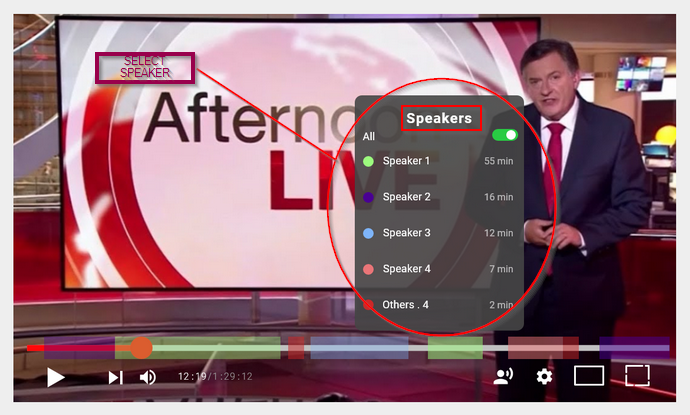 SELECT
SPEAKER
Afternoo
LIVE
Speakers
All
Speaker 1 55 min
Speaker 2 16 min
Speaker 3 12 min
Speaker 4 7 min
Others . 4 2 min
12:19/1:29:12